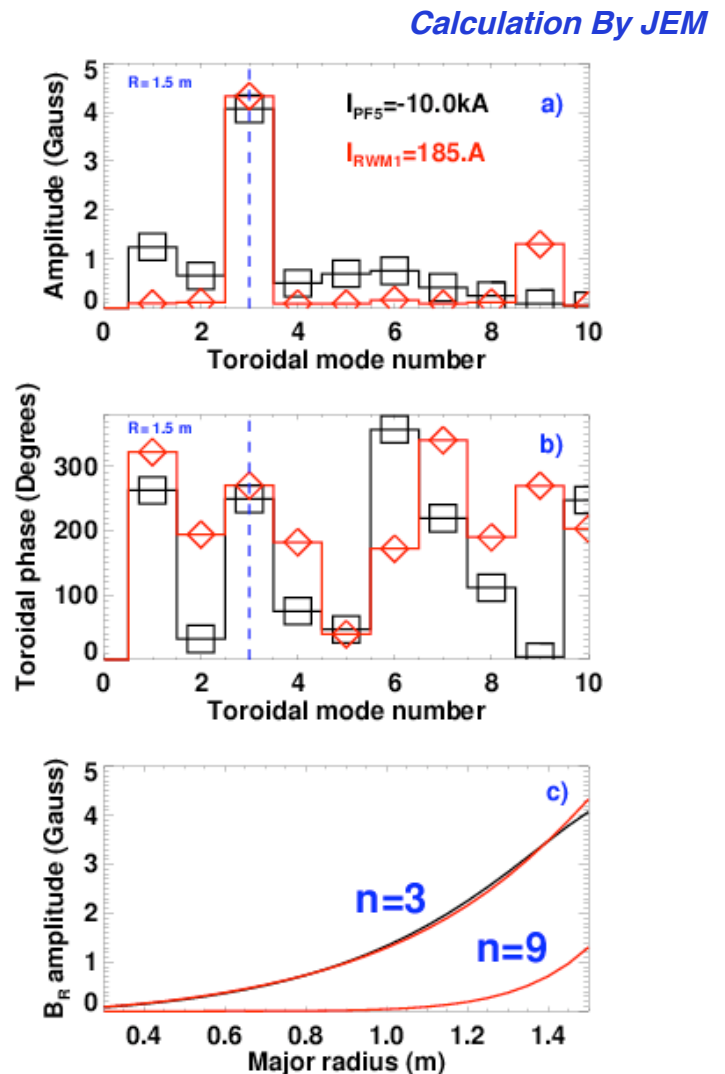 Calculation By JEM
R= 1.5 m
I_PF5=-10.0kA
a)
I_RWM1=185.A
Amplitude (Gauss)
5
4
3
2
1
0
0 2 4 6 8 10
Toroidal mode number
R= 1.5 m
b)
Toroidal phase (Degrees)
300
200
100
0
0 2 4 6 8 10
Toroidal mode number
c)
B_R amplitude (Gauss)
5
4
3
2
1
0
n=3
n=9
0.4 0.6 0.8 1.0 1.2 1.4
Major radius (m)